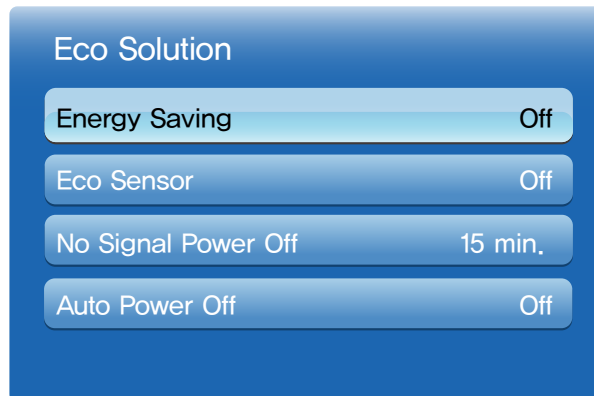 Eco Solution
Energy Saving Off
Eco Sensor Off
No Signal Power Off 15 min.
Auto Power Off Off